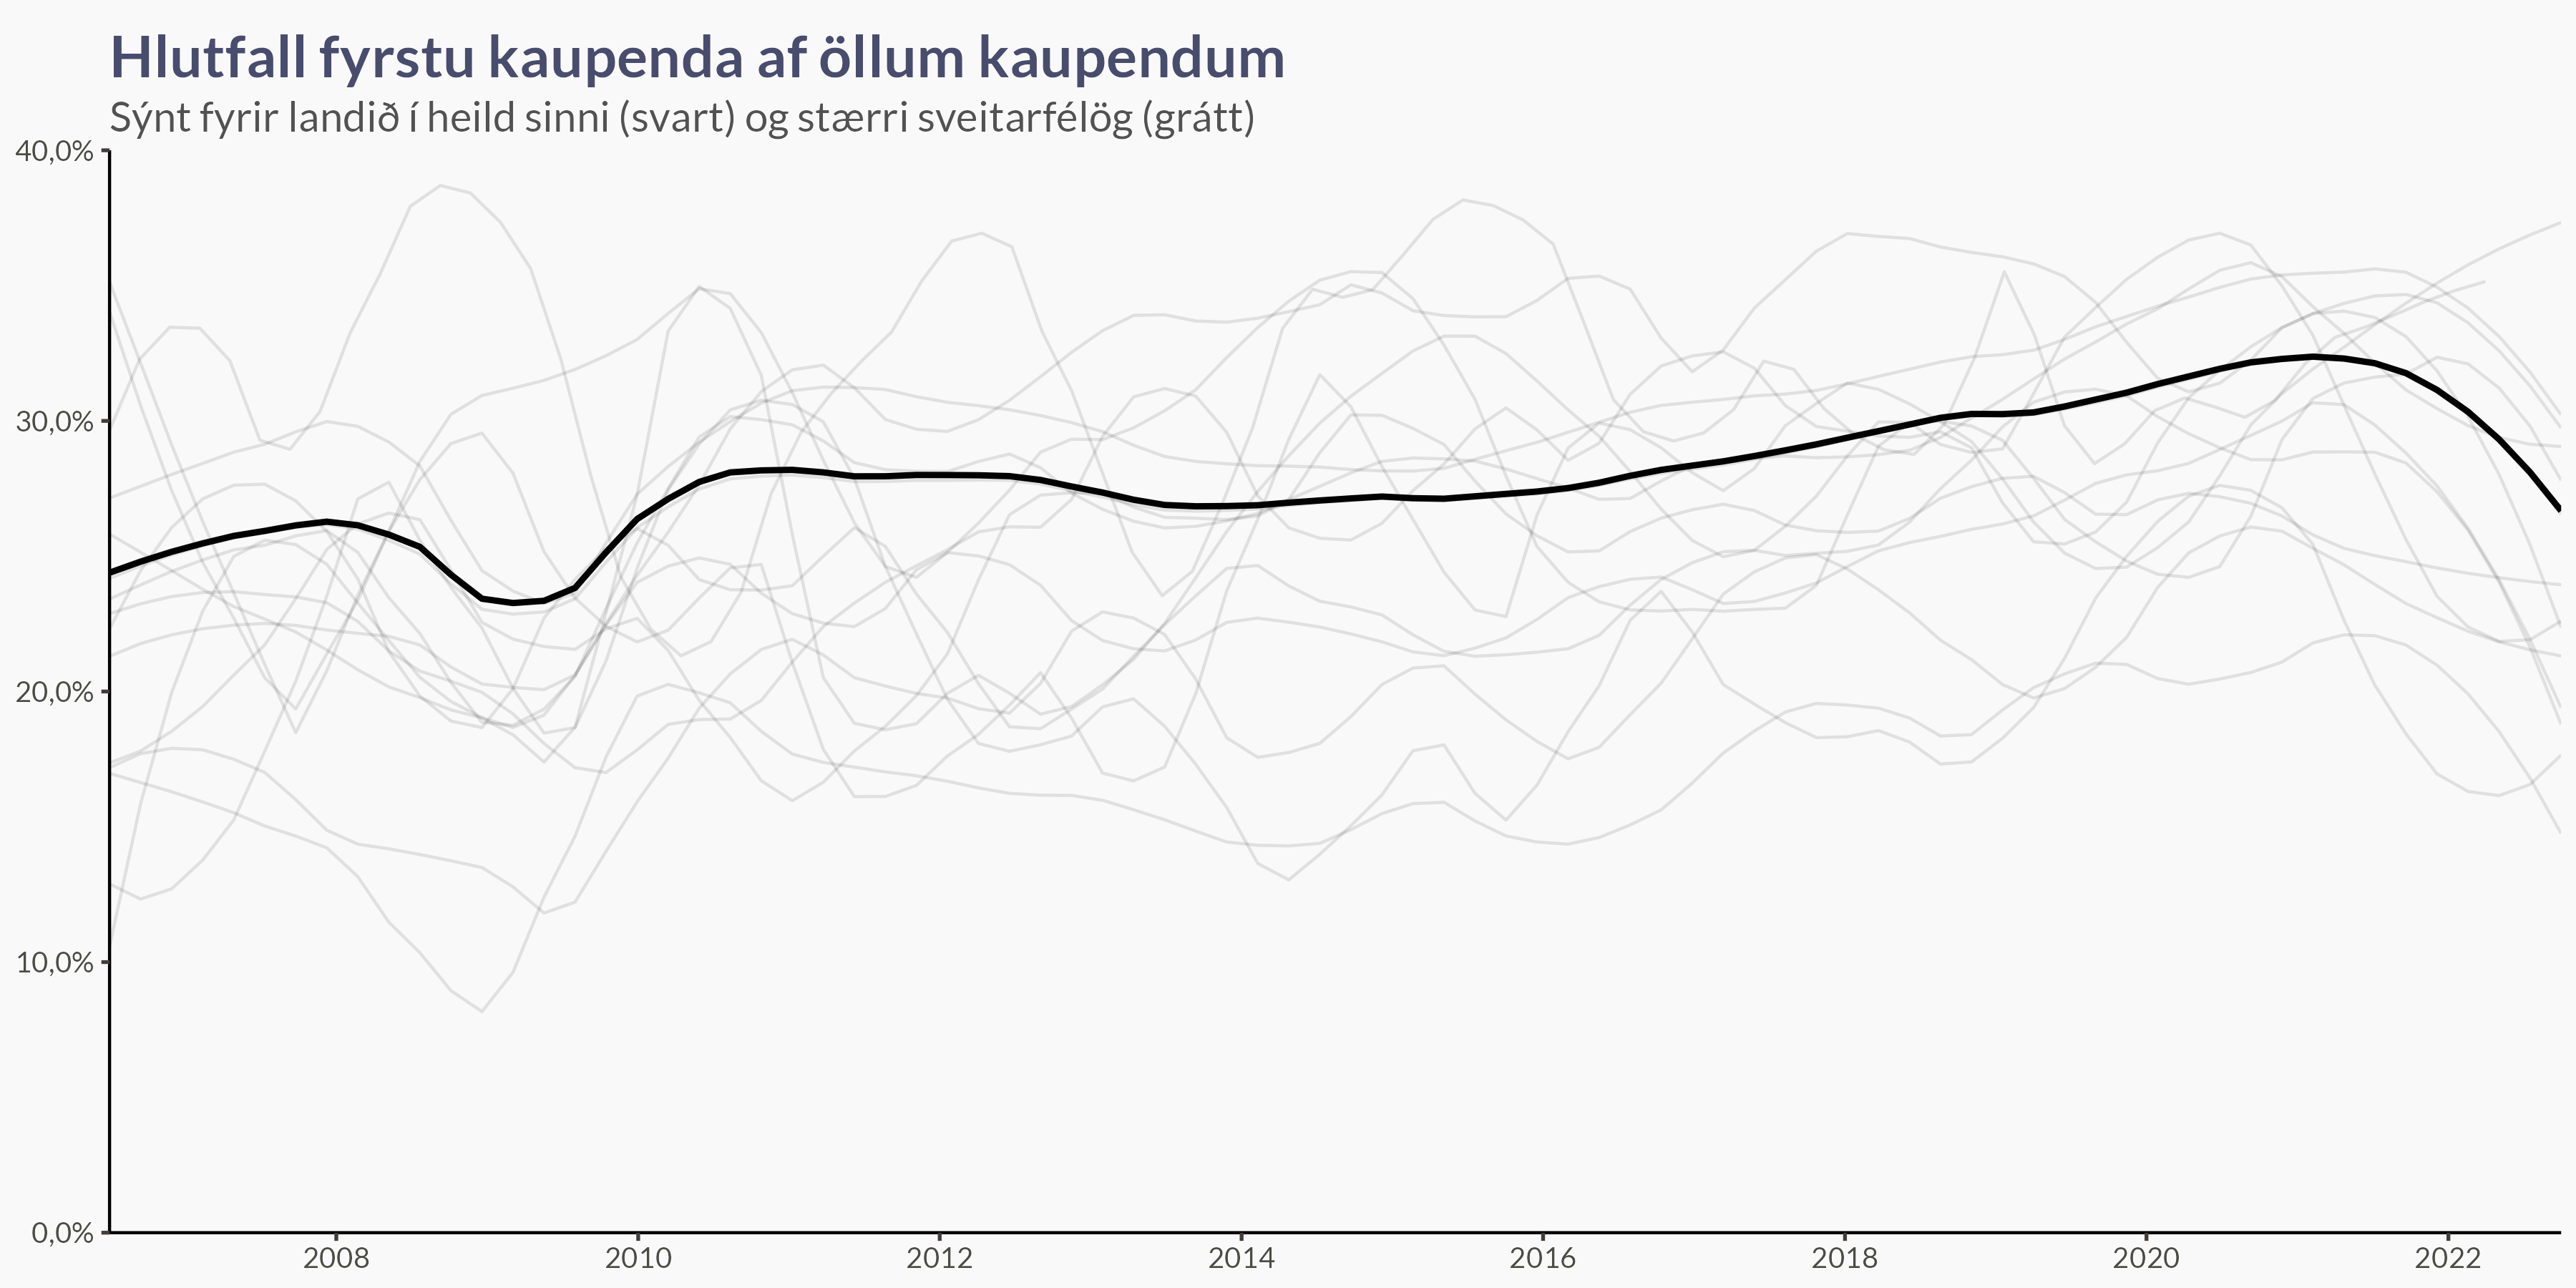 Hlutfall fyrstu kaupenda af öllum kaupendum
Sýnt fyrir landið í heild sinni (svart) og stærri sveitarfélög (grátt)
40,0%
30,0%
20,0%
10,0%
0,0%
2008 2010 2012 2014 2016 2018 2020 2022